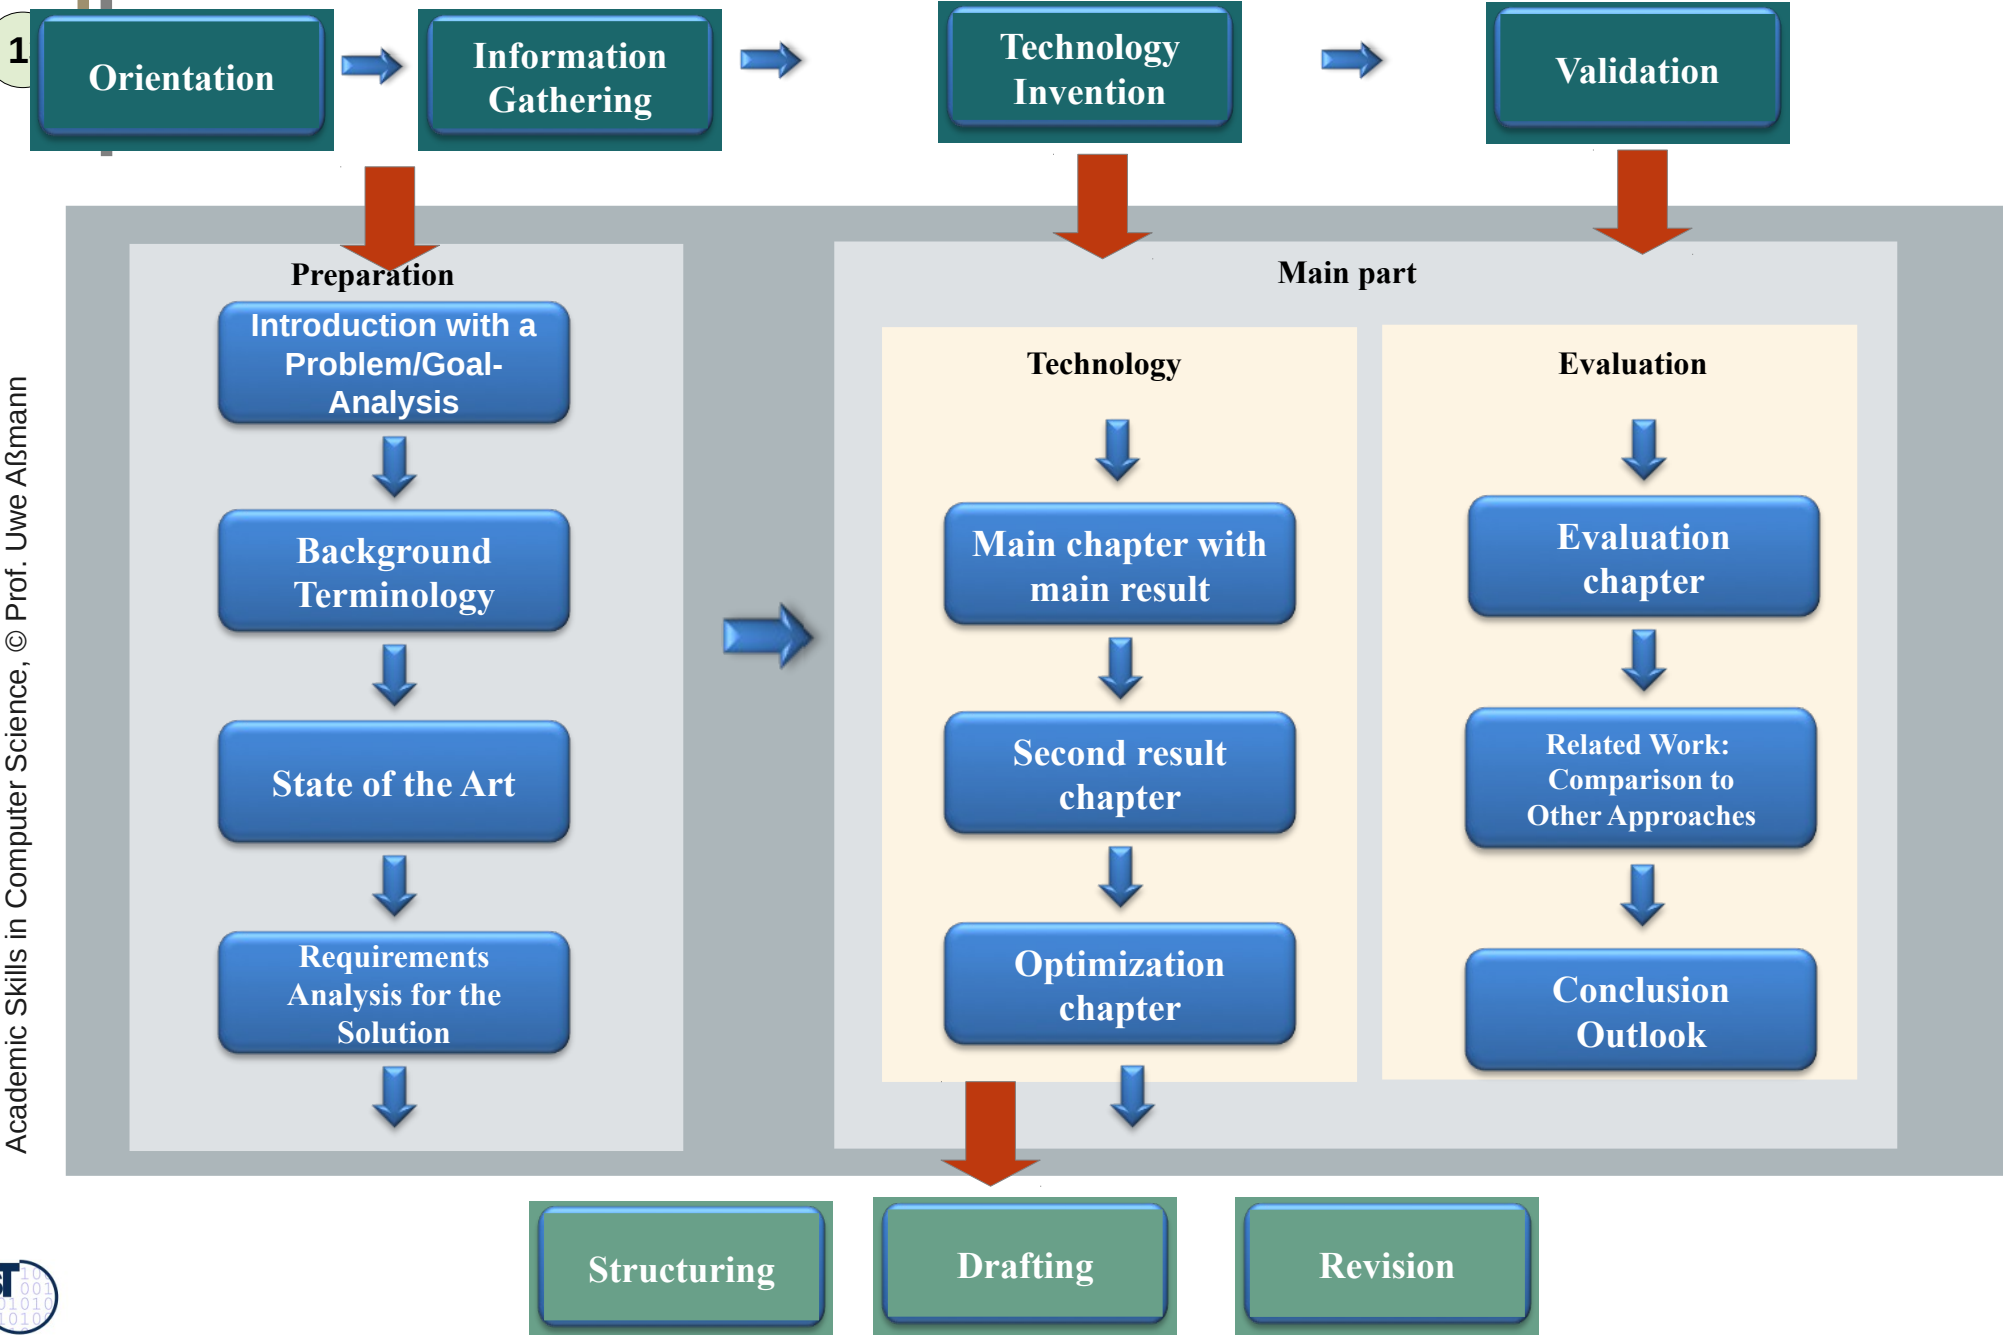 1
Orientation
Information
Gathering
Technology
Invention
Validation
Preparation
Introduction with a
Problem/Goal-
Analysis
Background
Terminology
State of the Art
Requirements
Analysis for the
Solution
Main part
Technology
Main chapter with
main result
Second result
chapter
Optimization
chapter
Evaluation
Evaluation
chapter
Related Work:
Comparison to
Other Approaches
Conclusion
Outlook
Structuring
Drafting
Revision
Academic Skills in Computer Science, © Prof. Uwe Aßmann